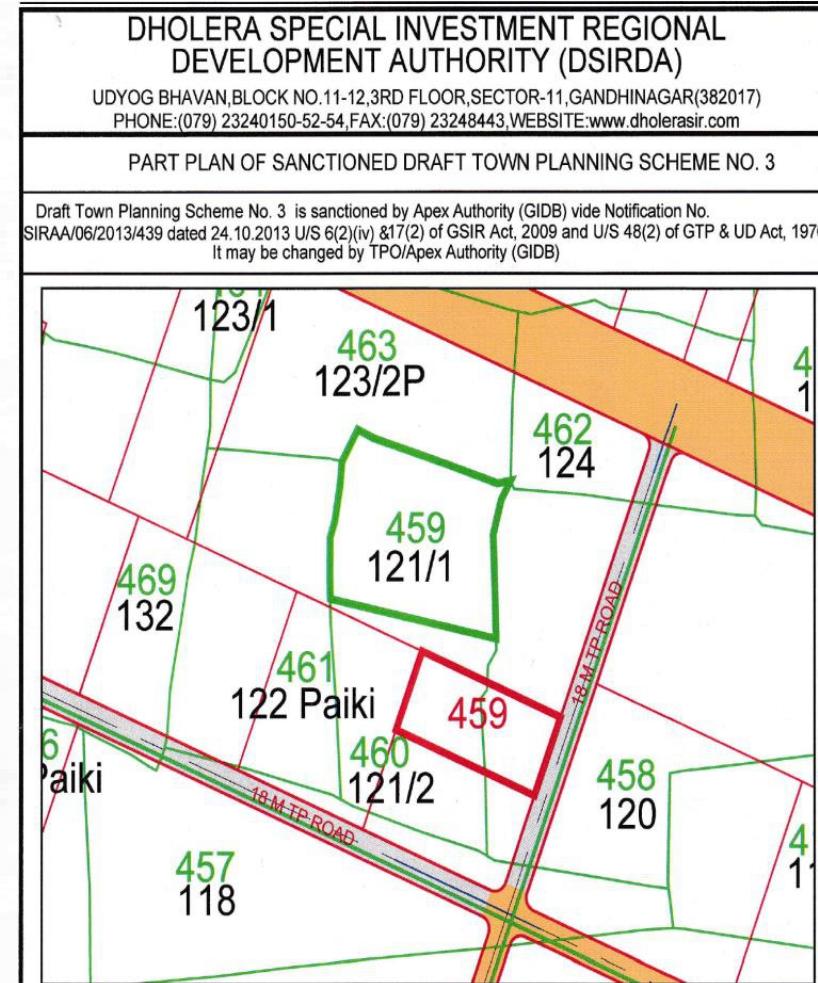 DHOLERA SPECIAL INVESTMENT REGIONAL
DEVELOPMENT AUTHORITY (DSIRDA)
UDYOG BHAVAN,BLOCK NO.11-12,3RD FLOOR,SECTOR-11,GANDHINAGAR(382017)
PHONE:(079) 23240150-52-54,FAX:(079) 23248443,WEBSITE:www.dholerasir.com
PART PLAN OF SANCTIONED DRAFT TOWN PLANNING SCHEME NO. 3
Draft Town Planning Scheme No. 3 is sanctioned by Apex Authority (GIDB) vide Notification No.
SIRAA/06/2013/439 dated 24.10.2013 U/S 6(2)(iv) &17(2) of GSIR Act, 2009 and U/S 48(2) of GTP & UD Act, 197
It may be changed by TPO/Apex Authority (GIDB)
123/1
463
123/2P
462
124
459
121/1
469
132
18 M TP ROAD
461
122 Paiki
459
460
121/2
6
Paiki
458
120
18 M TP ROAD
457
118